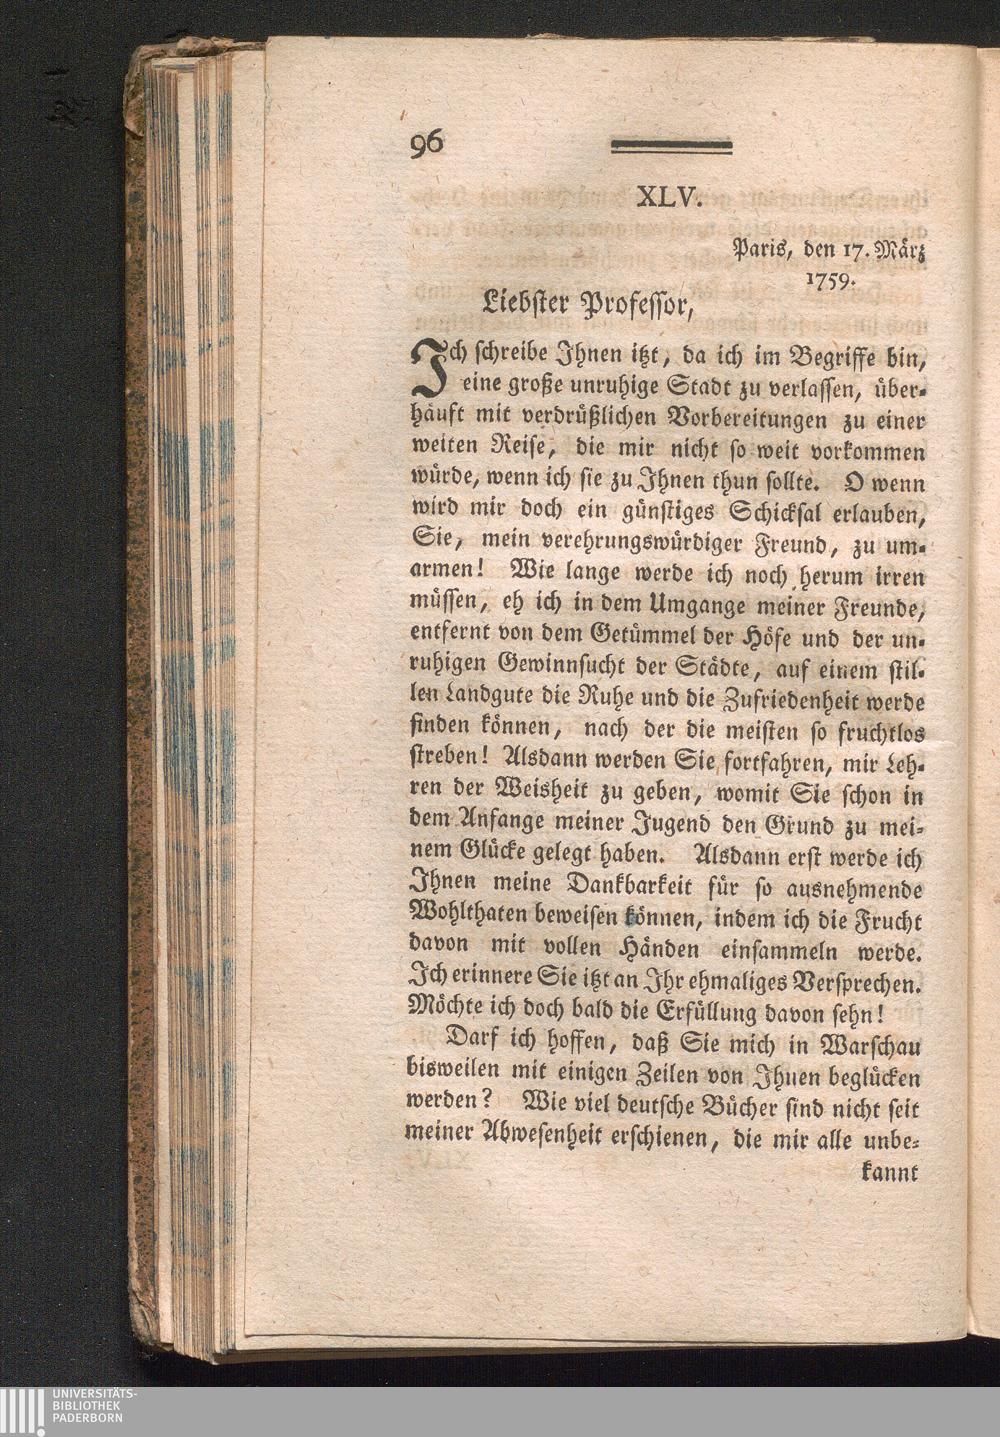 96
XLV.
Paris, den 17. März
1759.
Liebster Professor,
Ich schreibe Ihnen itzt, da ich im Begriffe bin,
eine große unruhige Stadt zu verlassen, über-
häuft mit verdrüßlichen Vorbereitungen zu einer
weiten Reise, die mir nicht so weit vorkommen
würde, wenn ich sie zu Ihnen thun sollte. O wenn
wird mir doch ein günstiges Schicksal erlauben,
Sie, mein verehrungswürdiger Freund, zu um-
armen! Wie lange werde ich noch herum irren
müssen, eh ich in dem Umgange meiner Freunde,
entfernt von dem Getümmel der Höfe und der un-
ruhigen Gewinnsucht der Städte, auf einem stil-
len Landgute die Ruhe und die Zufriedenheit werde
finden können, nach der die meisten so fruchtlos
streben! Alsdann werden Sie fortfahren, mir Leh-
ren der Weisheit zu geben, womit Sie schon in
dem Anfange meiner Jugend den Grund zu mei-
nem Glücke gelegt haben. Alsdann erst werde ich
Ihnen meine Dankbarkeit für so ausnehmende
Wohlthaten beweisen können, indem ich die Frucht
davon mit vollen Händen einsammeln werde.
Ich erinnere Sie itzt an Ihr ehmaliges Versprechen.
Möchte ich doch bald die Erfüllung davon sehn!
Darf ich hoffen, daß Sie mich in Warschau
bisweilen mit einigen Zeilen von Ihnen beglücken
werden? Wie viel deutsche Bücher sind nicht seit
meiner Abwesenheit erschienen, die mir alle unbe-
kannt
UNIVERSITÄTS-
BIBLIOTHEK
PADERBORN